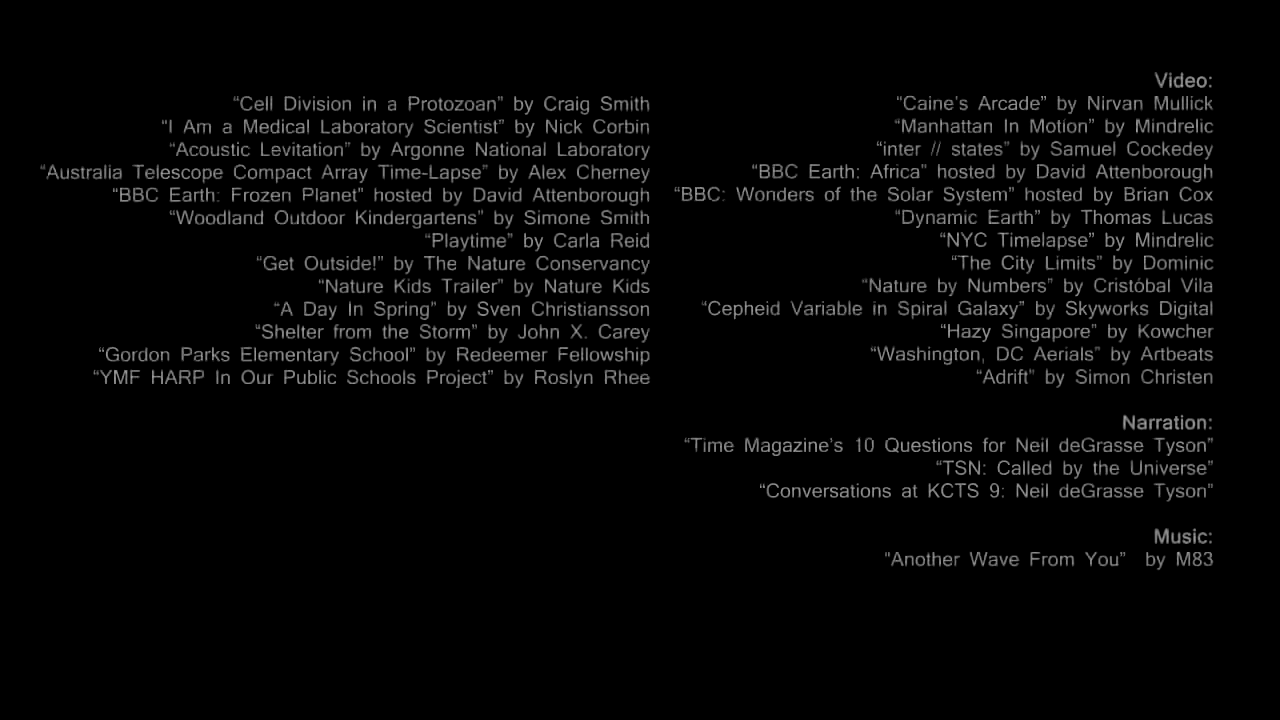 “Cell Division in a Protozoan” by Craig Smith
“I Am a Medical Laboratory Scientist” by Nick Corbin
“Acoustic Levitation” by Argonne National Laboratory
“Australia Telescope Compact Array Time-Lapse” by Alex Cherney
“BBC Earth: Frozen Planet” hosted by David Attenborough
“Woodland Outdoor Kindergartens” by Simone Smith
“Playtime” by Carla Reid
“Get Outside!” by The Nature Conservancy
“Nature Kids Trailer” by Nature Kids
“A Day In Spring” by Sven Christiansson
“Shelter from the Storm” by John X. Carey
“Gordon Parks Elementary School” by Redeemer Fellowship
“YMF HARP In Our Public Schools Project” by Roslyn Rhee
Video:
“Caine’s Arcade” by Nirvan Mullick
“Manhattan In Motion” by Mindrelic
“inter // states” by Samuel Cockedey
“BBC Earth: Africa” hosted by David Attenborough
“BBC: Wonders of the Solar System” hosted by Brian Cox
“Dynamic Earth” by Thomas Lucas
“NYC Timelapse” by Mindrelic
“The City Limits” by Dominic
“Nature by Numbers” by Cristóbal Vila
“Cepheid Variable in Spiral Galaxy” by Skyworks Digital
“Hazy Singapore” by Kowcher
“Washington, DC Aerials” by Artbeats
“Adrift” by Simon Christen
Narration:
“Time Magazine’s 10 Questions for Neil deGrasse Tyson”
“TSN: Called by the Universe”
“Conversations at KCTS 9: Neil deGrasse Tyson”
Music:
“Another Wave From You” by M83